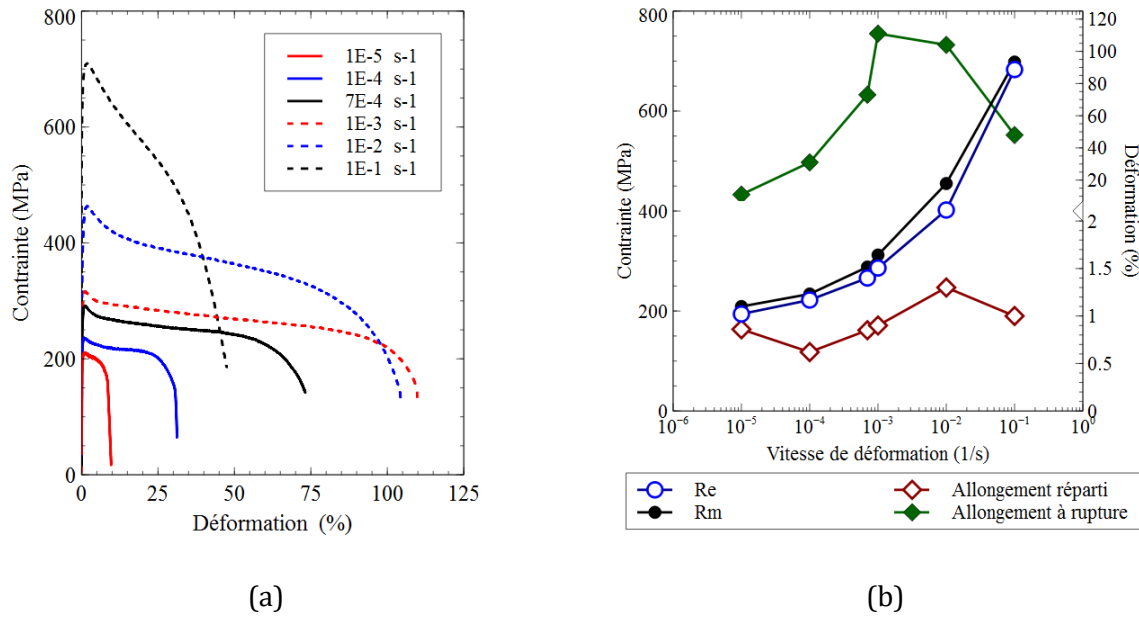 800
600
400
200
0
0 25 50 75 100 125
Contrainte (MPa)
Déformation (%)
1E-5 s-1
1E-4 s-1
7E-4 s-1
1E-3 s-1
1E-2 s-1
1E-1 s-1
(a)
800
600
400
200
0
Contrainte (MPa)
120
100
80
60
40
20
2
1.5
1
0.5
0
Déformation (%)
10⁻⁶ 10⁻⁵ 10⁻⁴ 10⁻³ 10⁻² 10⁻¹ 10⁰
Vitesse de déformation (1/s)
Re Allongement réparti
Rm Allongement à rupture
(b)